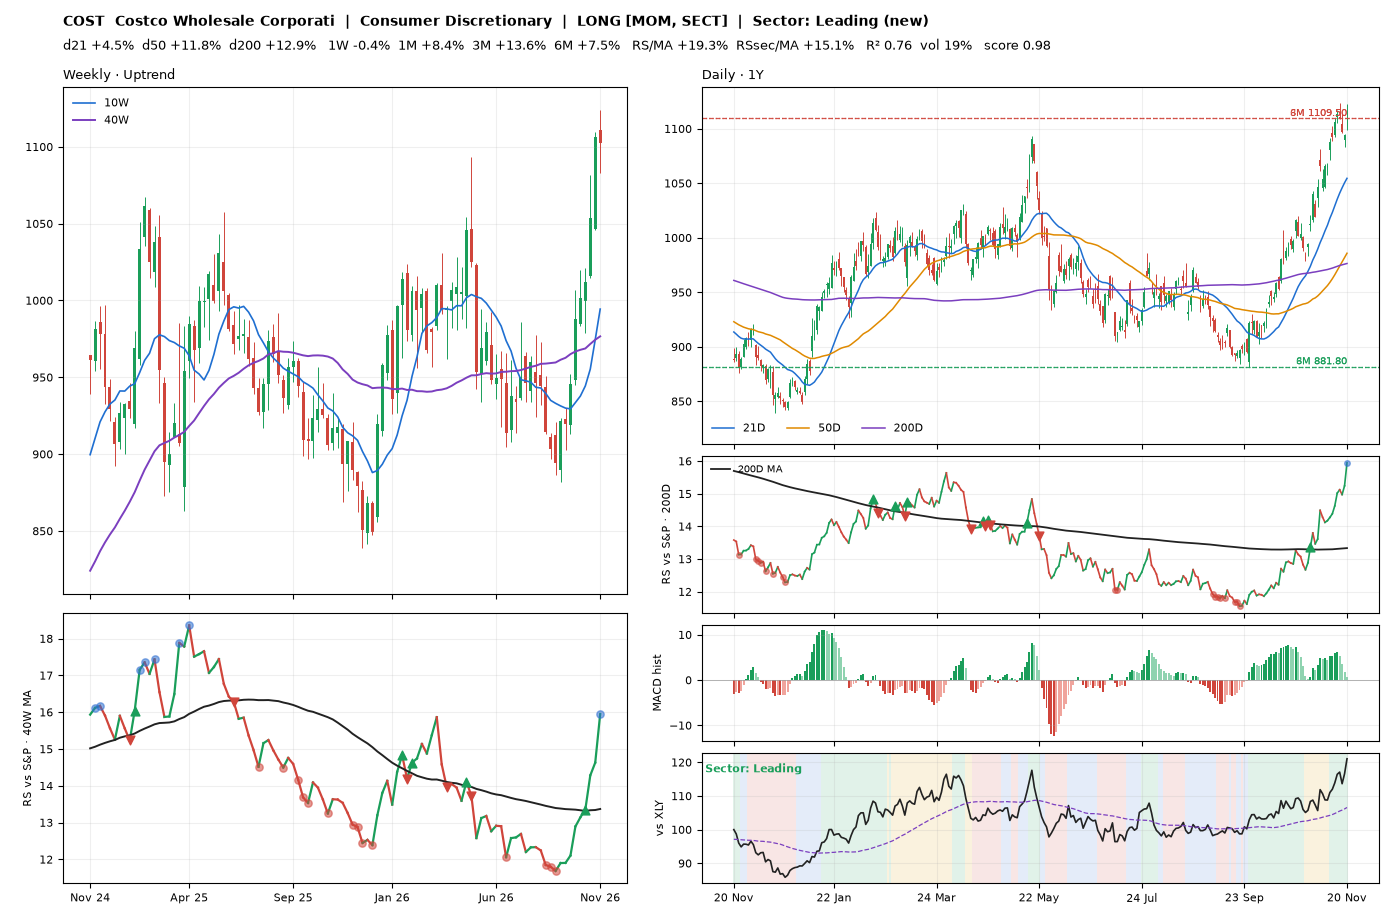 COST  Costco Wholesale Corporati  |  Consumer Discretionary  |  LONG [MOM, SECT]  |  Sector: Leading (new)
d21 +4.5%  d50 +11.8%  d200 +12.9%   1W -0.4%  1M +8.4%  3M +13.6%  6M +7.5%   RS/MA +19.3%  RSsec/MA +15.1%   R² 0.76  vol 19%   score 0.98
Weekly · Uptrend
10W
40W
1100
1050
1000
950
900
850
RS vs S&P · 40W MA
18
17
16
15
14
13
12
Nov 24
Apr 25
Sep 25
Jan 26
Jun 26
Nov 26
Daily · 1Y
6M 1109.50
6M 881.80
1100
1050
1000
950
900
850
21D
50D
200D
RS vs S&P · 200D
200D MA
16
15
14
13
12
MACD hist
10
0
−10
Sector: Leading
vs XLY
120
110
100
90
20 Nov
22 Jan
24 Mar
22 May
24 Jul
23 Sep
20 Nov